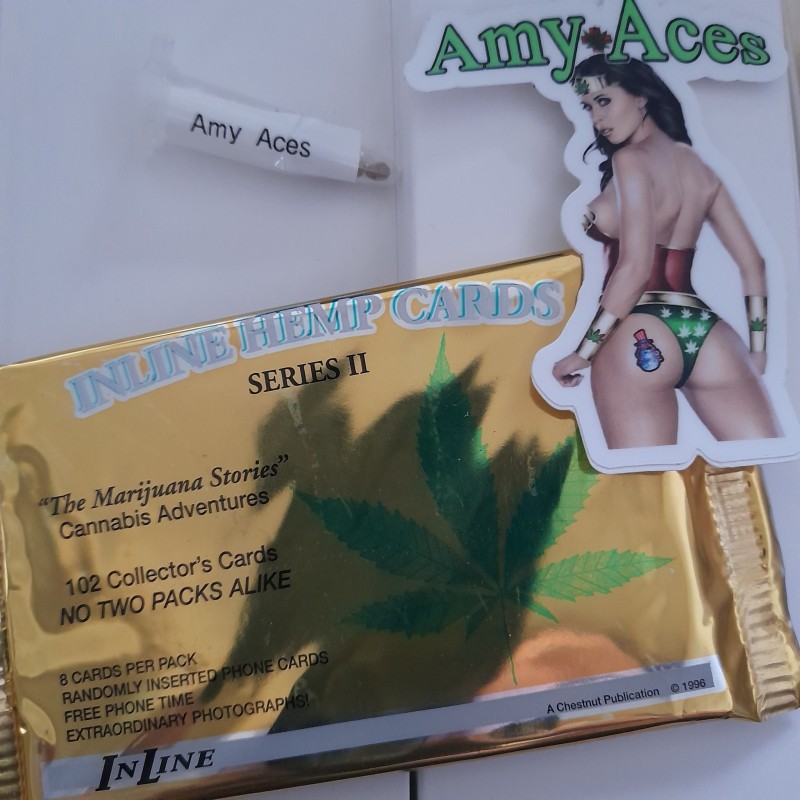 Amy Aces
Amy Aces
INLINE HEMP CARDS
SERIES II
"The Marijuana Stories"
Cannabis Adventures
102 Collector's Cards
NO TWO PACKS ALIKE
8 CARDS PER PACK
RANDOMLY INSERTED PHONE CARDS
FREE PHONE TIME
EXTRAORDINARY PHOTOGRAPHS!
A Chestnut Publication © 1996
INLINE